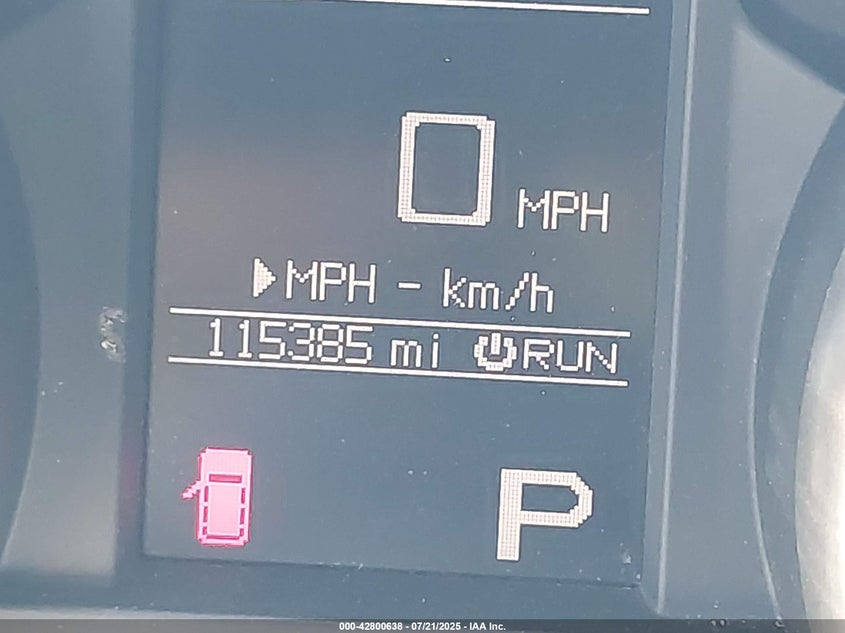 0 MPH
▶MPH - km/h
115385 mi RUN
P
000-42800638 - 07/21/2025 - IAA Inc.